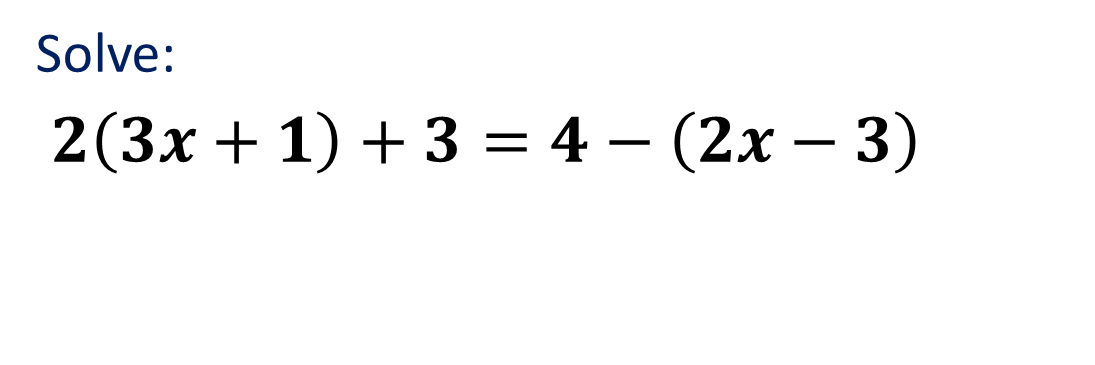 Solve:
2(3x + 1) + 3 = 4 − (2x − 3)